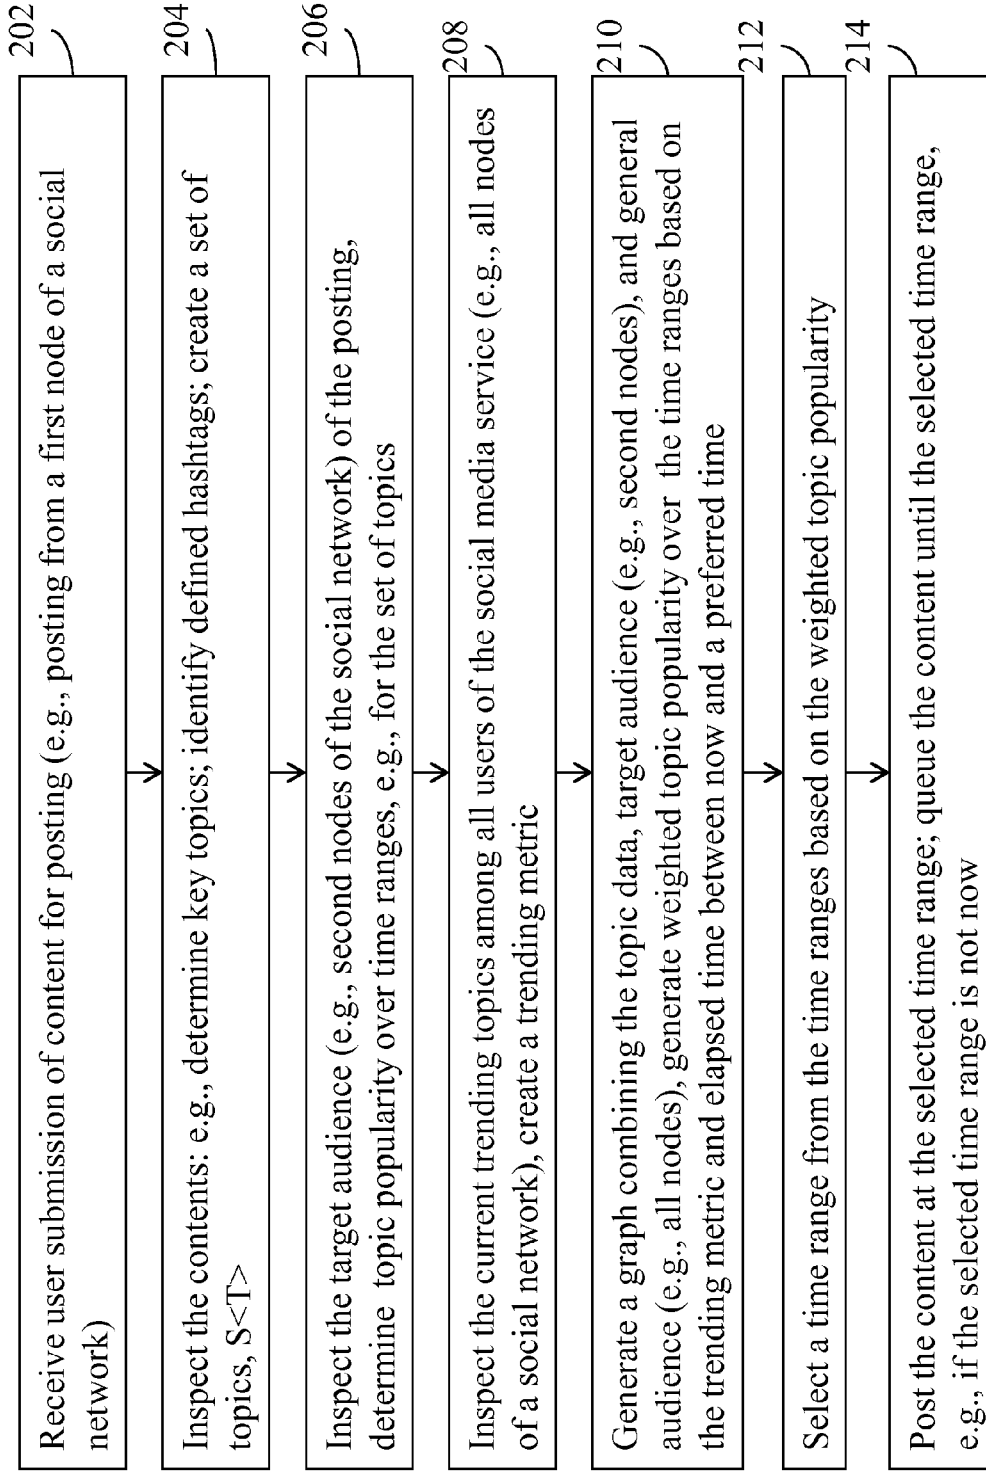 202
Receive user submission of content for posting (e.g., posting from a first node of a social
network)
204
Inspect the contents: e.g., determine key topics; identify defined hashtags; create a set of
topics, S<T>
206
Inspect the target audience (e.g., second nodes of the social network) of the posting,
determine topic popularity over time ranges, e.g., for the set of topics
208
Inspect the current trending topics among all users of the social media service (e.g., all nodes
of a social network), create a trending metric
210
Generate a graph combining the topic data, target audience (e.g., second nodes), and general
audience (e.g., all nodes), generate weighted topic popularity over the time ranges based on
the trending metric and elapsed time between now and a preferred time
212
Select a time range from the time ranges based on the weighted topic popularity
214
Post the content at the selected time range; queue the content until the selected time range,
e.g., if the selected time range is not now